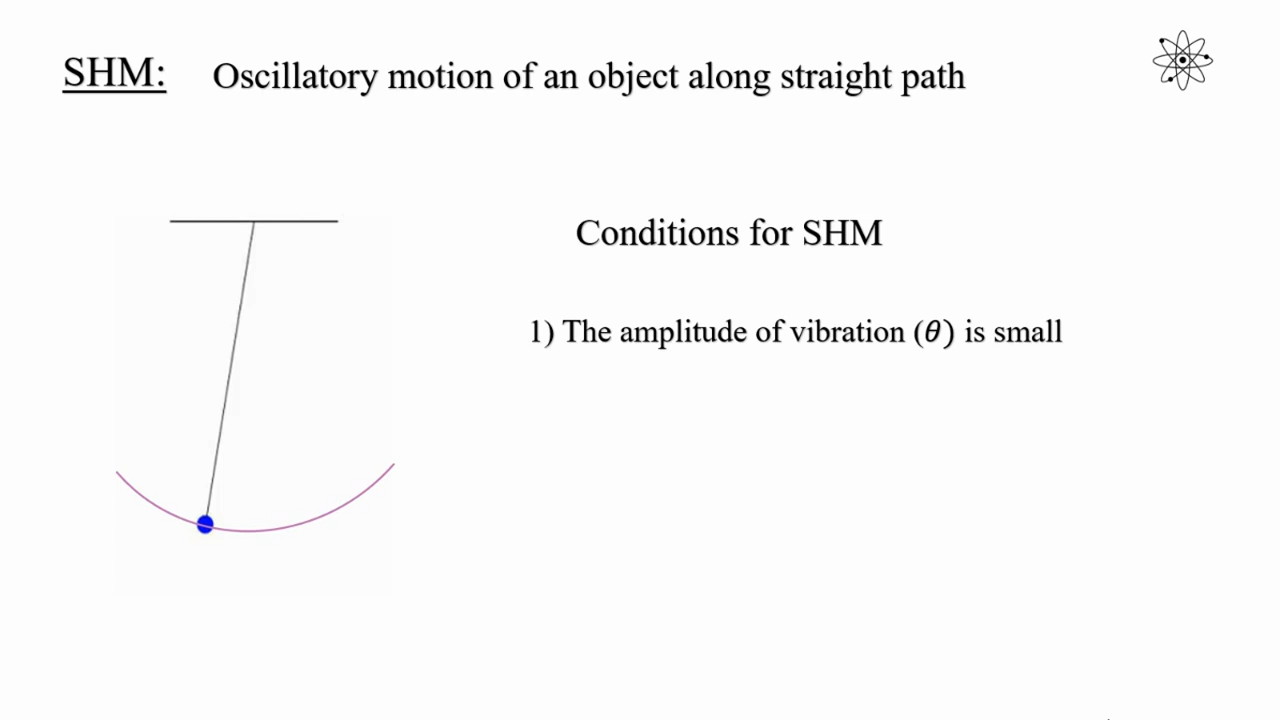 SHM: Oscillatory motion of an object along straight path
Conditions for SHM
1) The amplitude of vibration (𝜃) is small